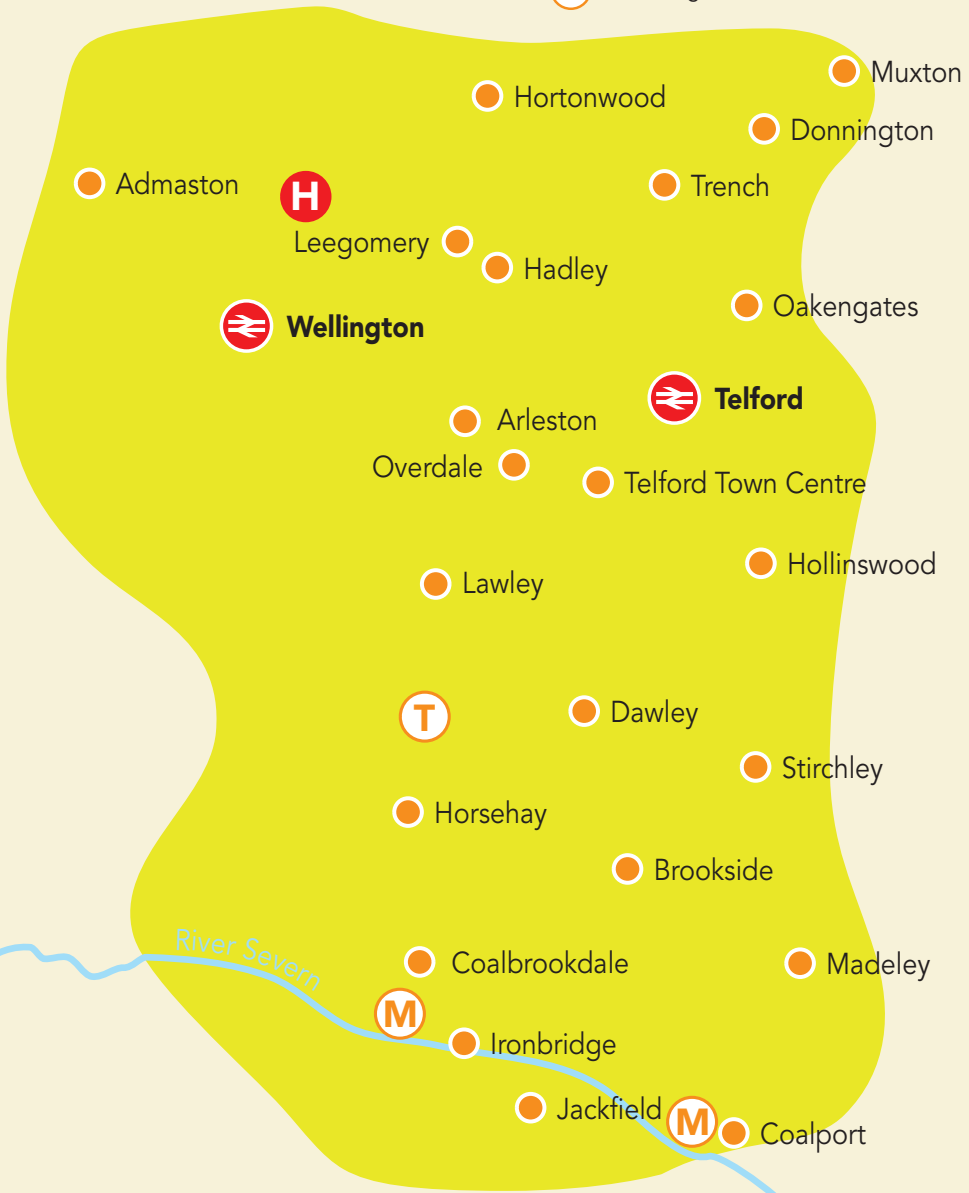 Muxton
Hortonwood
Donnington
Admaston
H
Trench
Leegomery
Hadley
Oakengates
Wellington
Telford
Arleston
Overdale
Telford Town Centre
Hollinswood
Lawley
T
Dawley
Stirchley
Horsehay
Brookside
River Severn
Coalbrookdale
Madeley
M
Ironbridge
Jackfield
M
Coalport